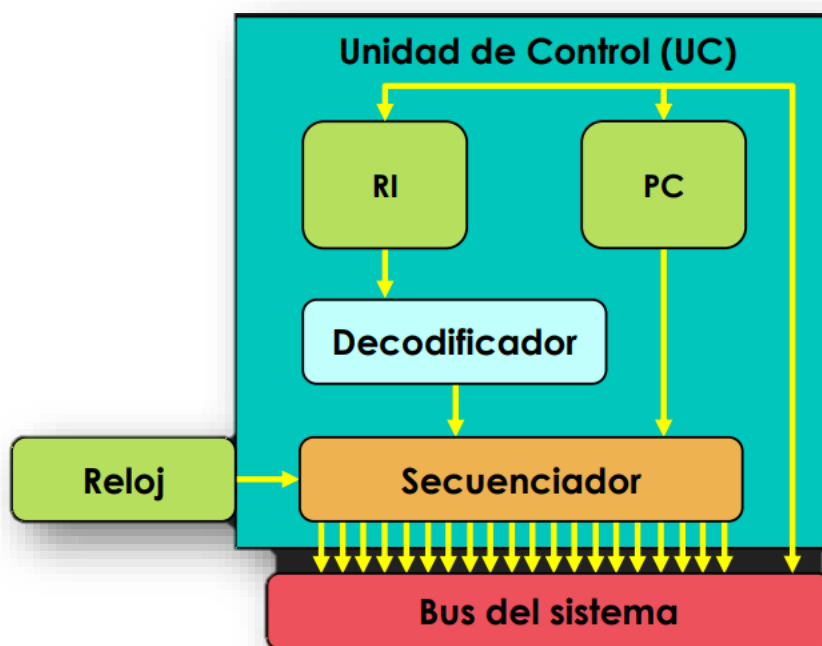 Unidad de Control (UC)
RI
PC
Decodificador
Reloj
Secuenciador
Bus del sistema